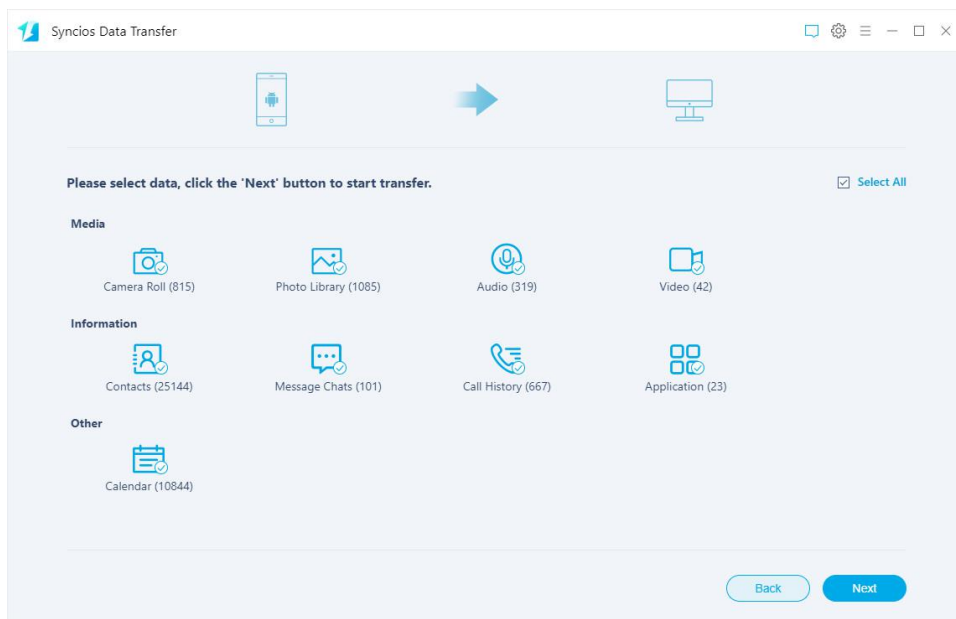 Syncios Data Transfer
Please select data, click the 'Next' button to start transfer.
Select All
Media
Camera Roll (815)
Photo Library (1085)
Audio (319)
Video (42)
Information
Contacts (25144)
Message Chats (101)
Call History (667)
Application (23)
Other
Calendar (10844)
Back
Next